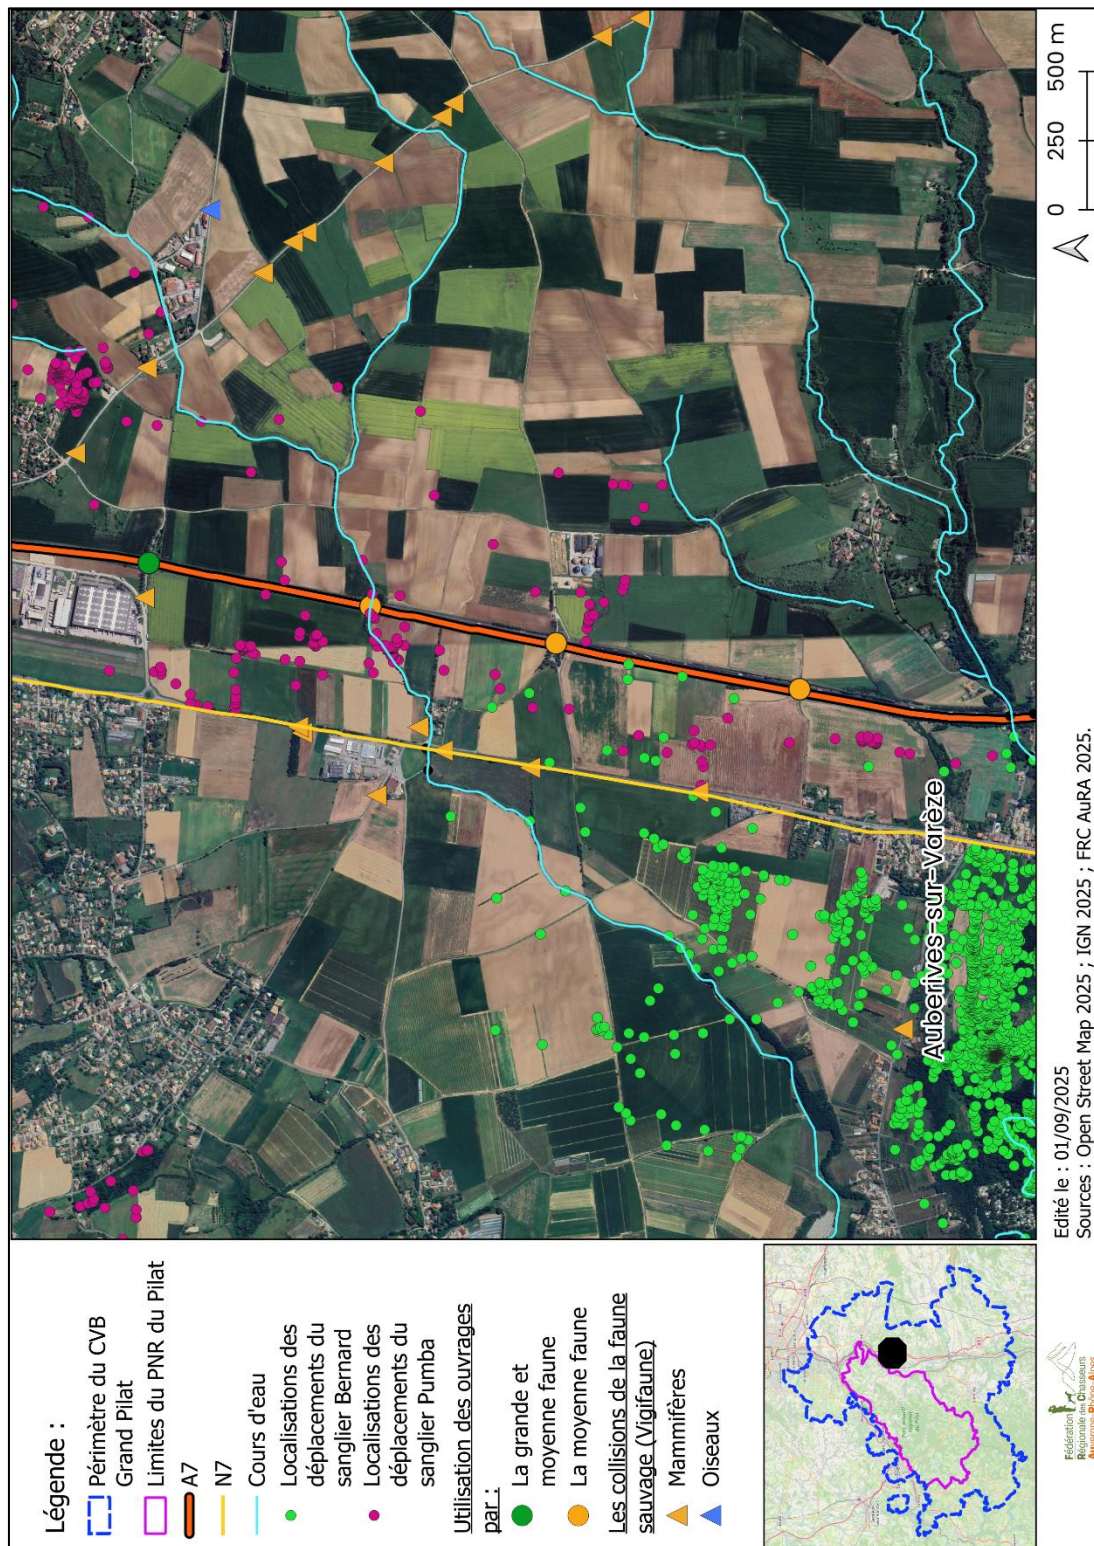 Légende :
Périmètre du CVB
Grand Pilat
Limites du PNR du Pilat
A7
N7
Cours d'eau
Localisations des
déplacements du
sanglier Bernard
Localisations des
déplacements du
sanglier Pumba
Utilisation des ouvrages
par :
La grande et
moyenne faune
La moyenne faune
Les collisions de la faune
sauvage (Vigifaune)
Mammifères
Oiseaux
Auberives-sur-Varèze
Fédération
Régionale des Chasseurs
Auvergne-Rhône-Alpes
Edité le : 01/09/2025
Sources : Open Street Map 2025 ; IGN 2025 ; FRC AuRA 2025.
0 250 500 m